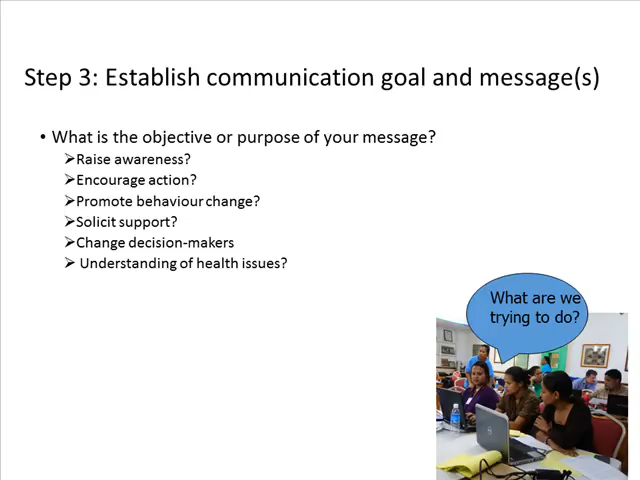 Step 3: Establish communication goal and message(s)
• What is the objective or purpose of your message?
➢Raise awareness?
➢Encourage action?
➢Promote behaviour change?
➢Solicit support?
➢Change decision-makers
➢ Understanding of health issues?
What are we
trying to do?